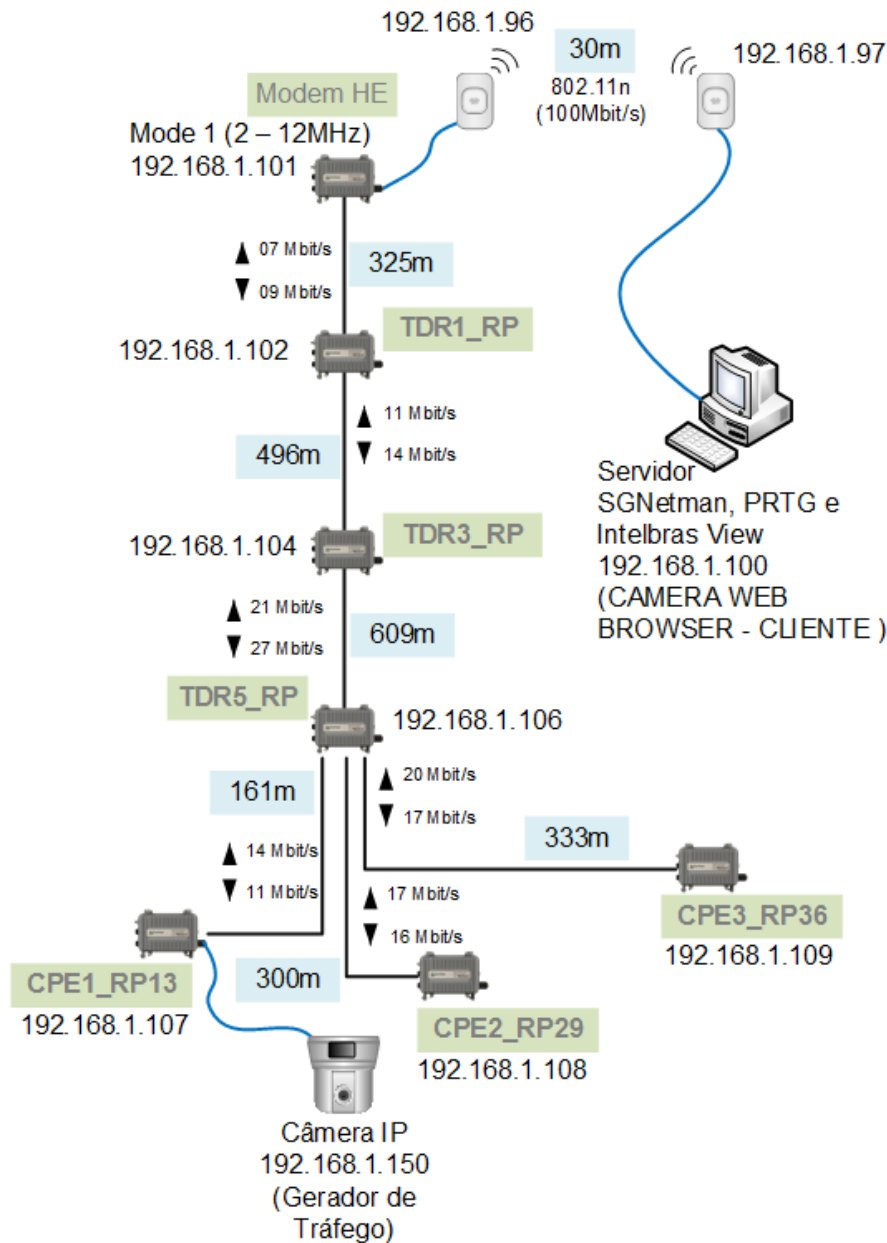 192.168.1.96
30m
192.168.1.97
802.11n
(100Mbit/s)
Modem HE
Mode 1 (2 – 12MHz)
192.168.1.101
▲ 07 Mbit/s
▼ 09 Mbit/s
325m
TDR1_RP
192.168.1.102
▲ 11 Mbit/s
▼ 14 Mbit/s
496m
Servidor
SGNetman, PRTG e
Intelbras View
192.168.1.100
(CAMERA WEB
BROWSER - CLIENTE )
TDR3_RP
192.168.1.104
▲ 21 Mbit/s
▼ 27 Mbit/s
609m
TDR5_RP
192.168.1.106
161m
▲ 20 Mbit/s
▼ 17 Mbit/s
333m
▲ 14 Mbit/s
▼ 11 Mbit/s
▲ 17 Mbit/s
▼ 16 Mbit/s
CPE3_RP36
192.168.1.109
CPE1_RP13
192.168.1.107
300m
CPE2_RP29
192.168.1.108
Câmera IP
192.168.1.150
(Gerador de
Tráfego)